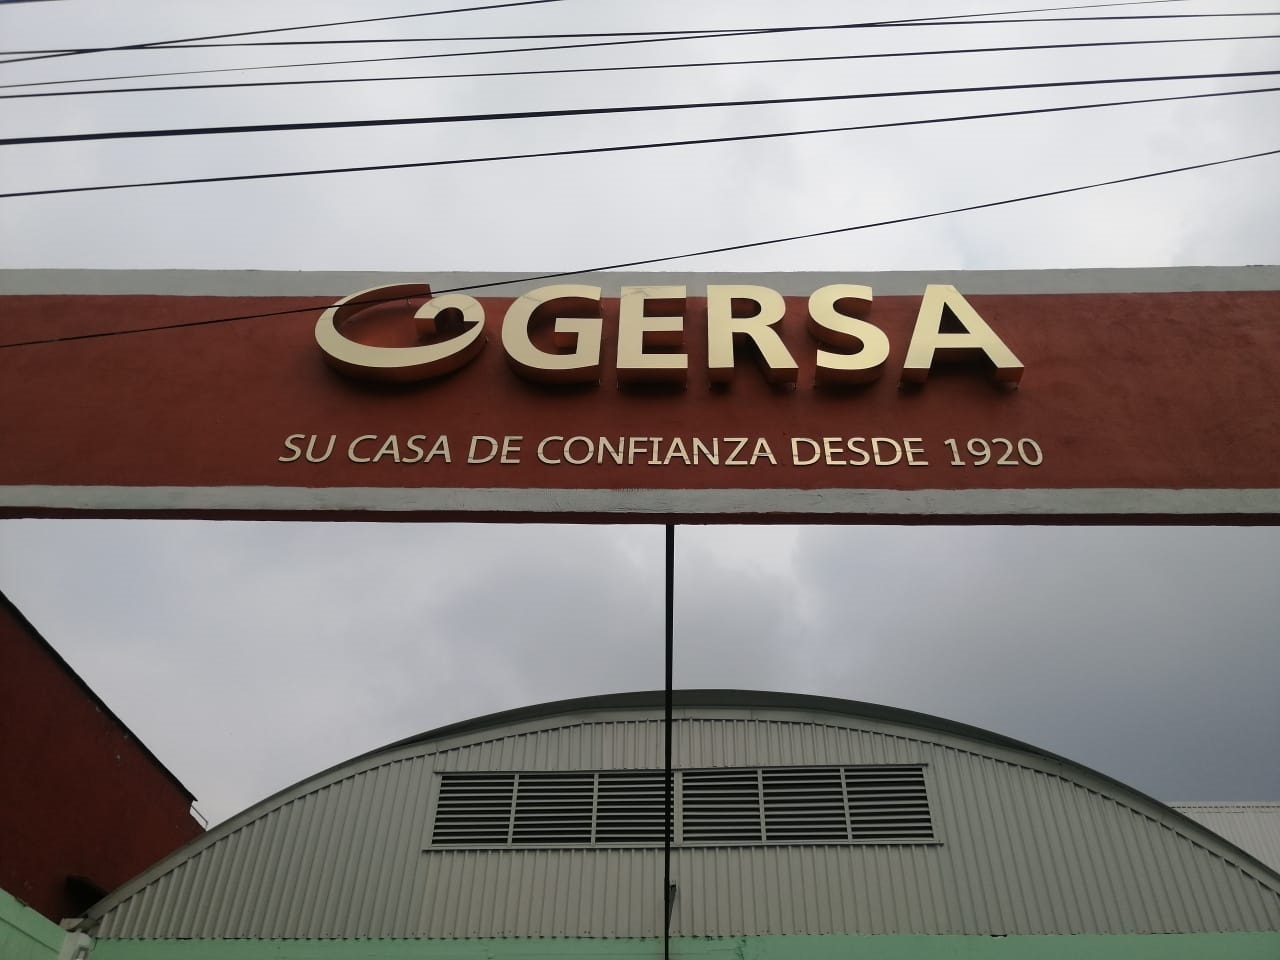 GERSA
SU CASA DE CONFIANZA DESDE 1920